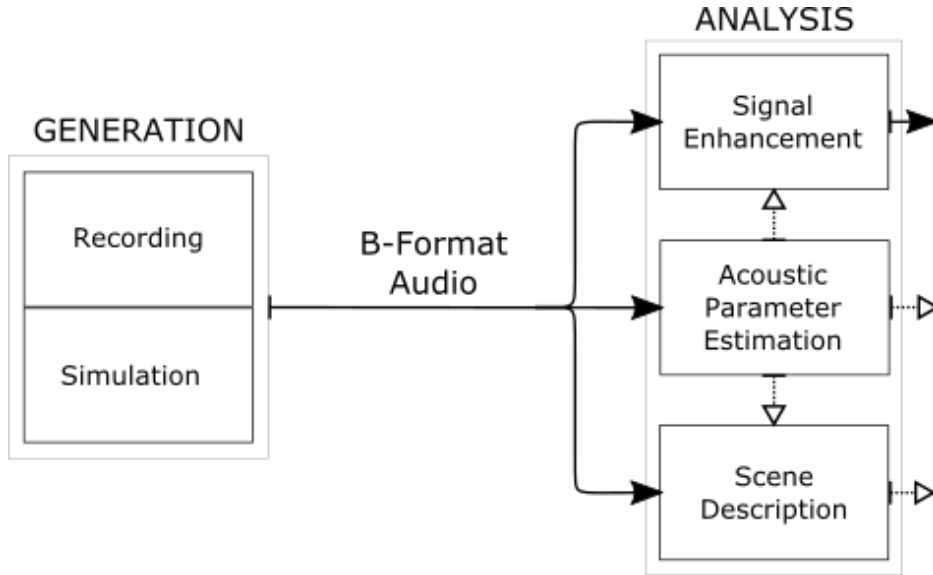 GENERATION
Recording
Simulation
B-Format
Audio
ANALYSIS
Signal
Enhancement
Acoustic
Parameter
Estimation
Scene
Description